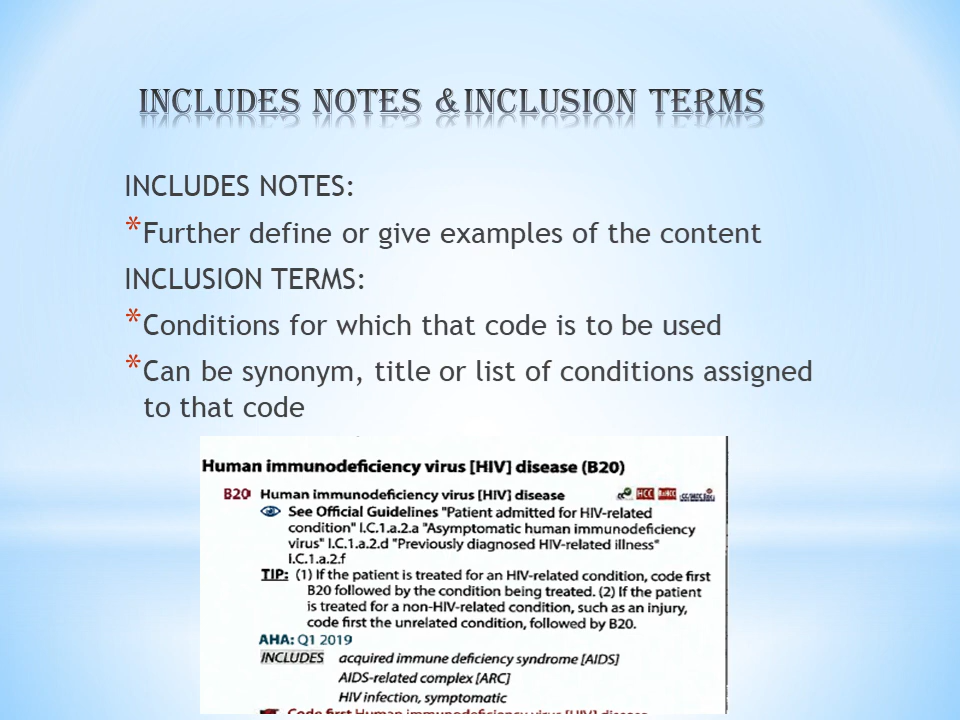 INCLUDES NOTES &INCLUSION TERMS
INCLUDES NOTES:
*Further define or give examples of the content
INCLUSION TERMS:
*Conditions for which that code is to be used
*Can be synonym, title or list of conditions assigned
to that code
Human immunodeficiency virus [HIV] disease (B20)
B20 Human immunodeficiency virus [HIV] disease
HCC
See Official Guidelines "Patient admitted for HIV-related
condition" I.C.1.a.2.a "Asymptomatic human immunodeficiency
virus" I.C.1.a.2.d "Previously diagnosed HIV-related illness"
I.C.1.a.2.f
TIP: (1) If the patient is treated for an HIV-related condition, code first
B20 followed by the condition being treated. (2) If the patient
is treated for a non-HIV-related condition, such as an injury,
code first the unrelated condition, followed by B20.
AHA: Q1 2019
INCLUDES acquired immune deficiency syndrome [AIDS]
AIDS-related complex [ARC]
HIV infection, symptomatic
Code first Human immunodeficiency virus [HIV] disease